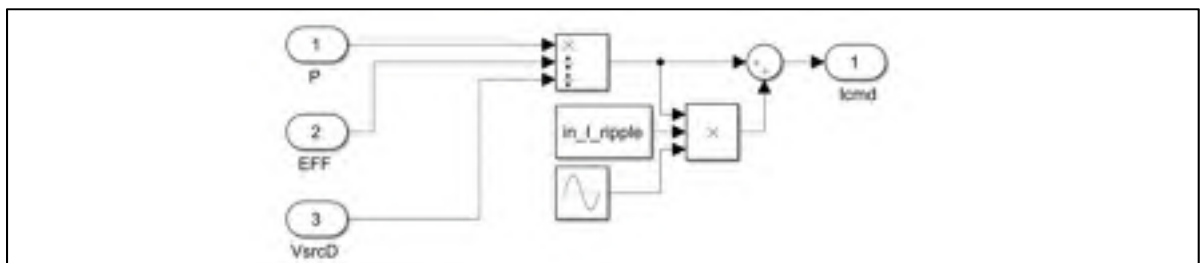 1
P
2
EFF
3
VsrcD
×
÷
÷
in_I_ripple
×
+
+
1
Icmd